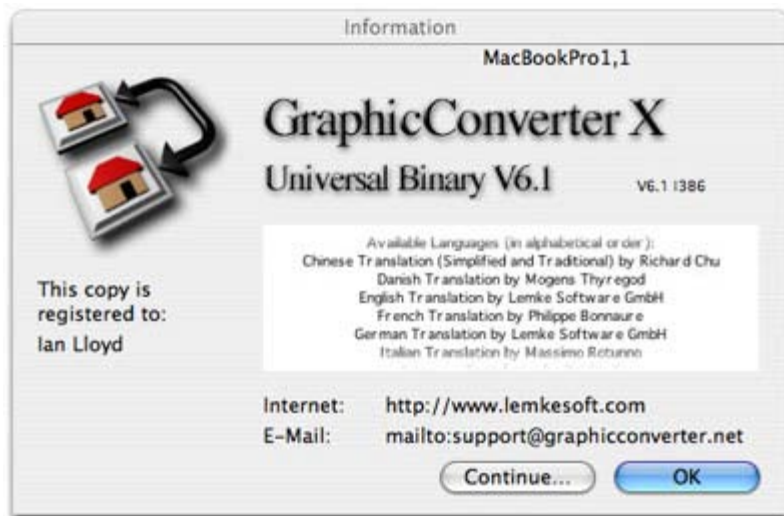 Information
MacBookPro1,1
GraphicConverter X
Universal Binary V6.1
V6.1 I386
Available Languages (in alphabetical order):
Chinese Translation (Simplified and Traditional) by Richard Chu
Danish Translation by Mogens Thyregod
English Translation by Lemke Software GmbH
French Translation by Philippe Bonnaure
German Translation by Lemke Software GmbH
Italian Translation by Massimo Rotunno
This copy is
registered to:
Ian Lloyd
Internet: http://www.lemkesoft.com
E-Mail: mailto:support@graphicconverter.net
Continue...
OK